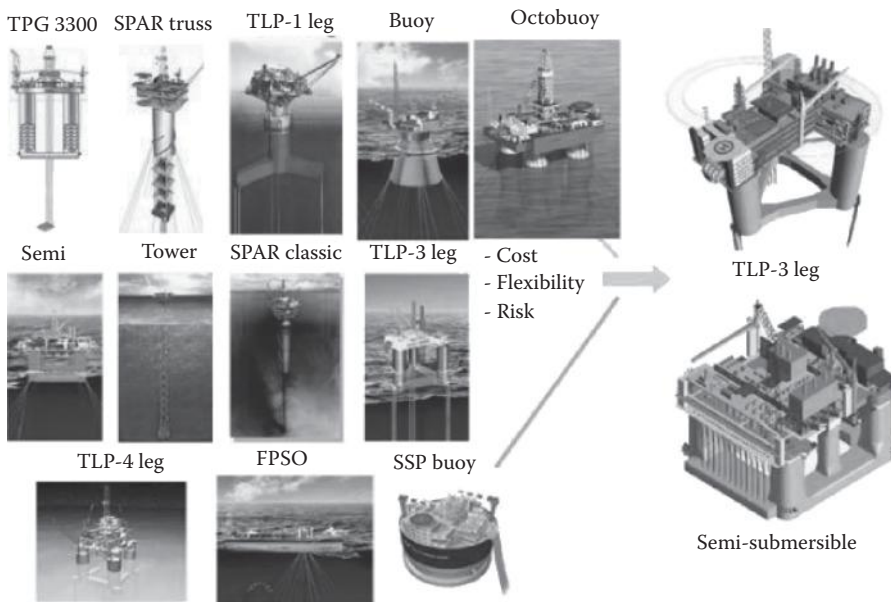 TPG 3300
SPAR truss
TLP-1 leg
Buoy
Octobuoy
Semi
Tower
SPAR classic
TLP-3 leg
- Cost
- Flexibility
- Risk
TLP-3 leg
TLP-4 leg
FPSO
SSP buoy
Semi-submersible